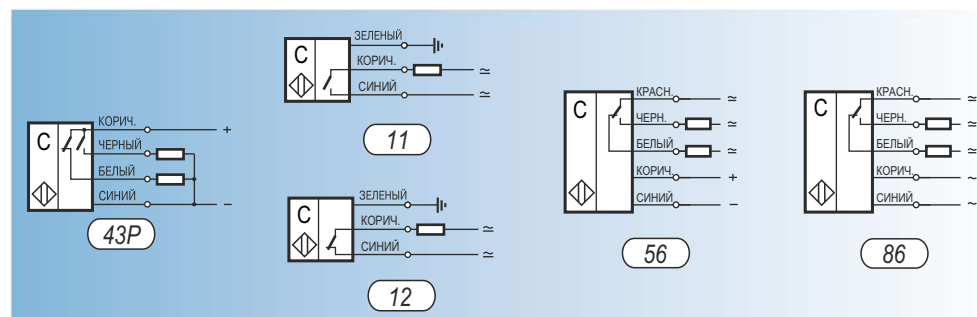 C
КОРИЧ.
+
ЧЕРНЫЙ
БЕЛЫЙ
СИНИЙ
−
43P
C
ЗЕЛЕНЫЙ
КОРИЧ.
≃
СИНИЙ
≃
11
C
ЗЕЛЕНЫЙ
КОРИЧ.
≃
СИНИЙ
≃
12
C
КРАСН.
≃
ЧЕРН.
≃
БЕЛЫЙ
≃
КОРИЧ.
+
СИНИЙ
−
56
C
КРАСН.
≃
ЧЕРН.
≃
БЕЛЫЙ
≃
КОРИЧ.
~
СИНИЙ
~
86